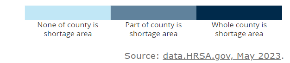 None of county is Part of county is Whole county is
shortage area shortage area shortage area
Source: data.HRSA.gov, May 2023.